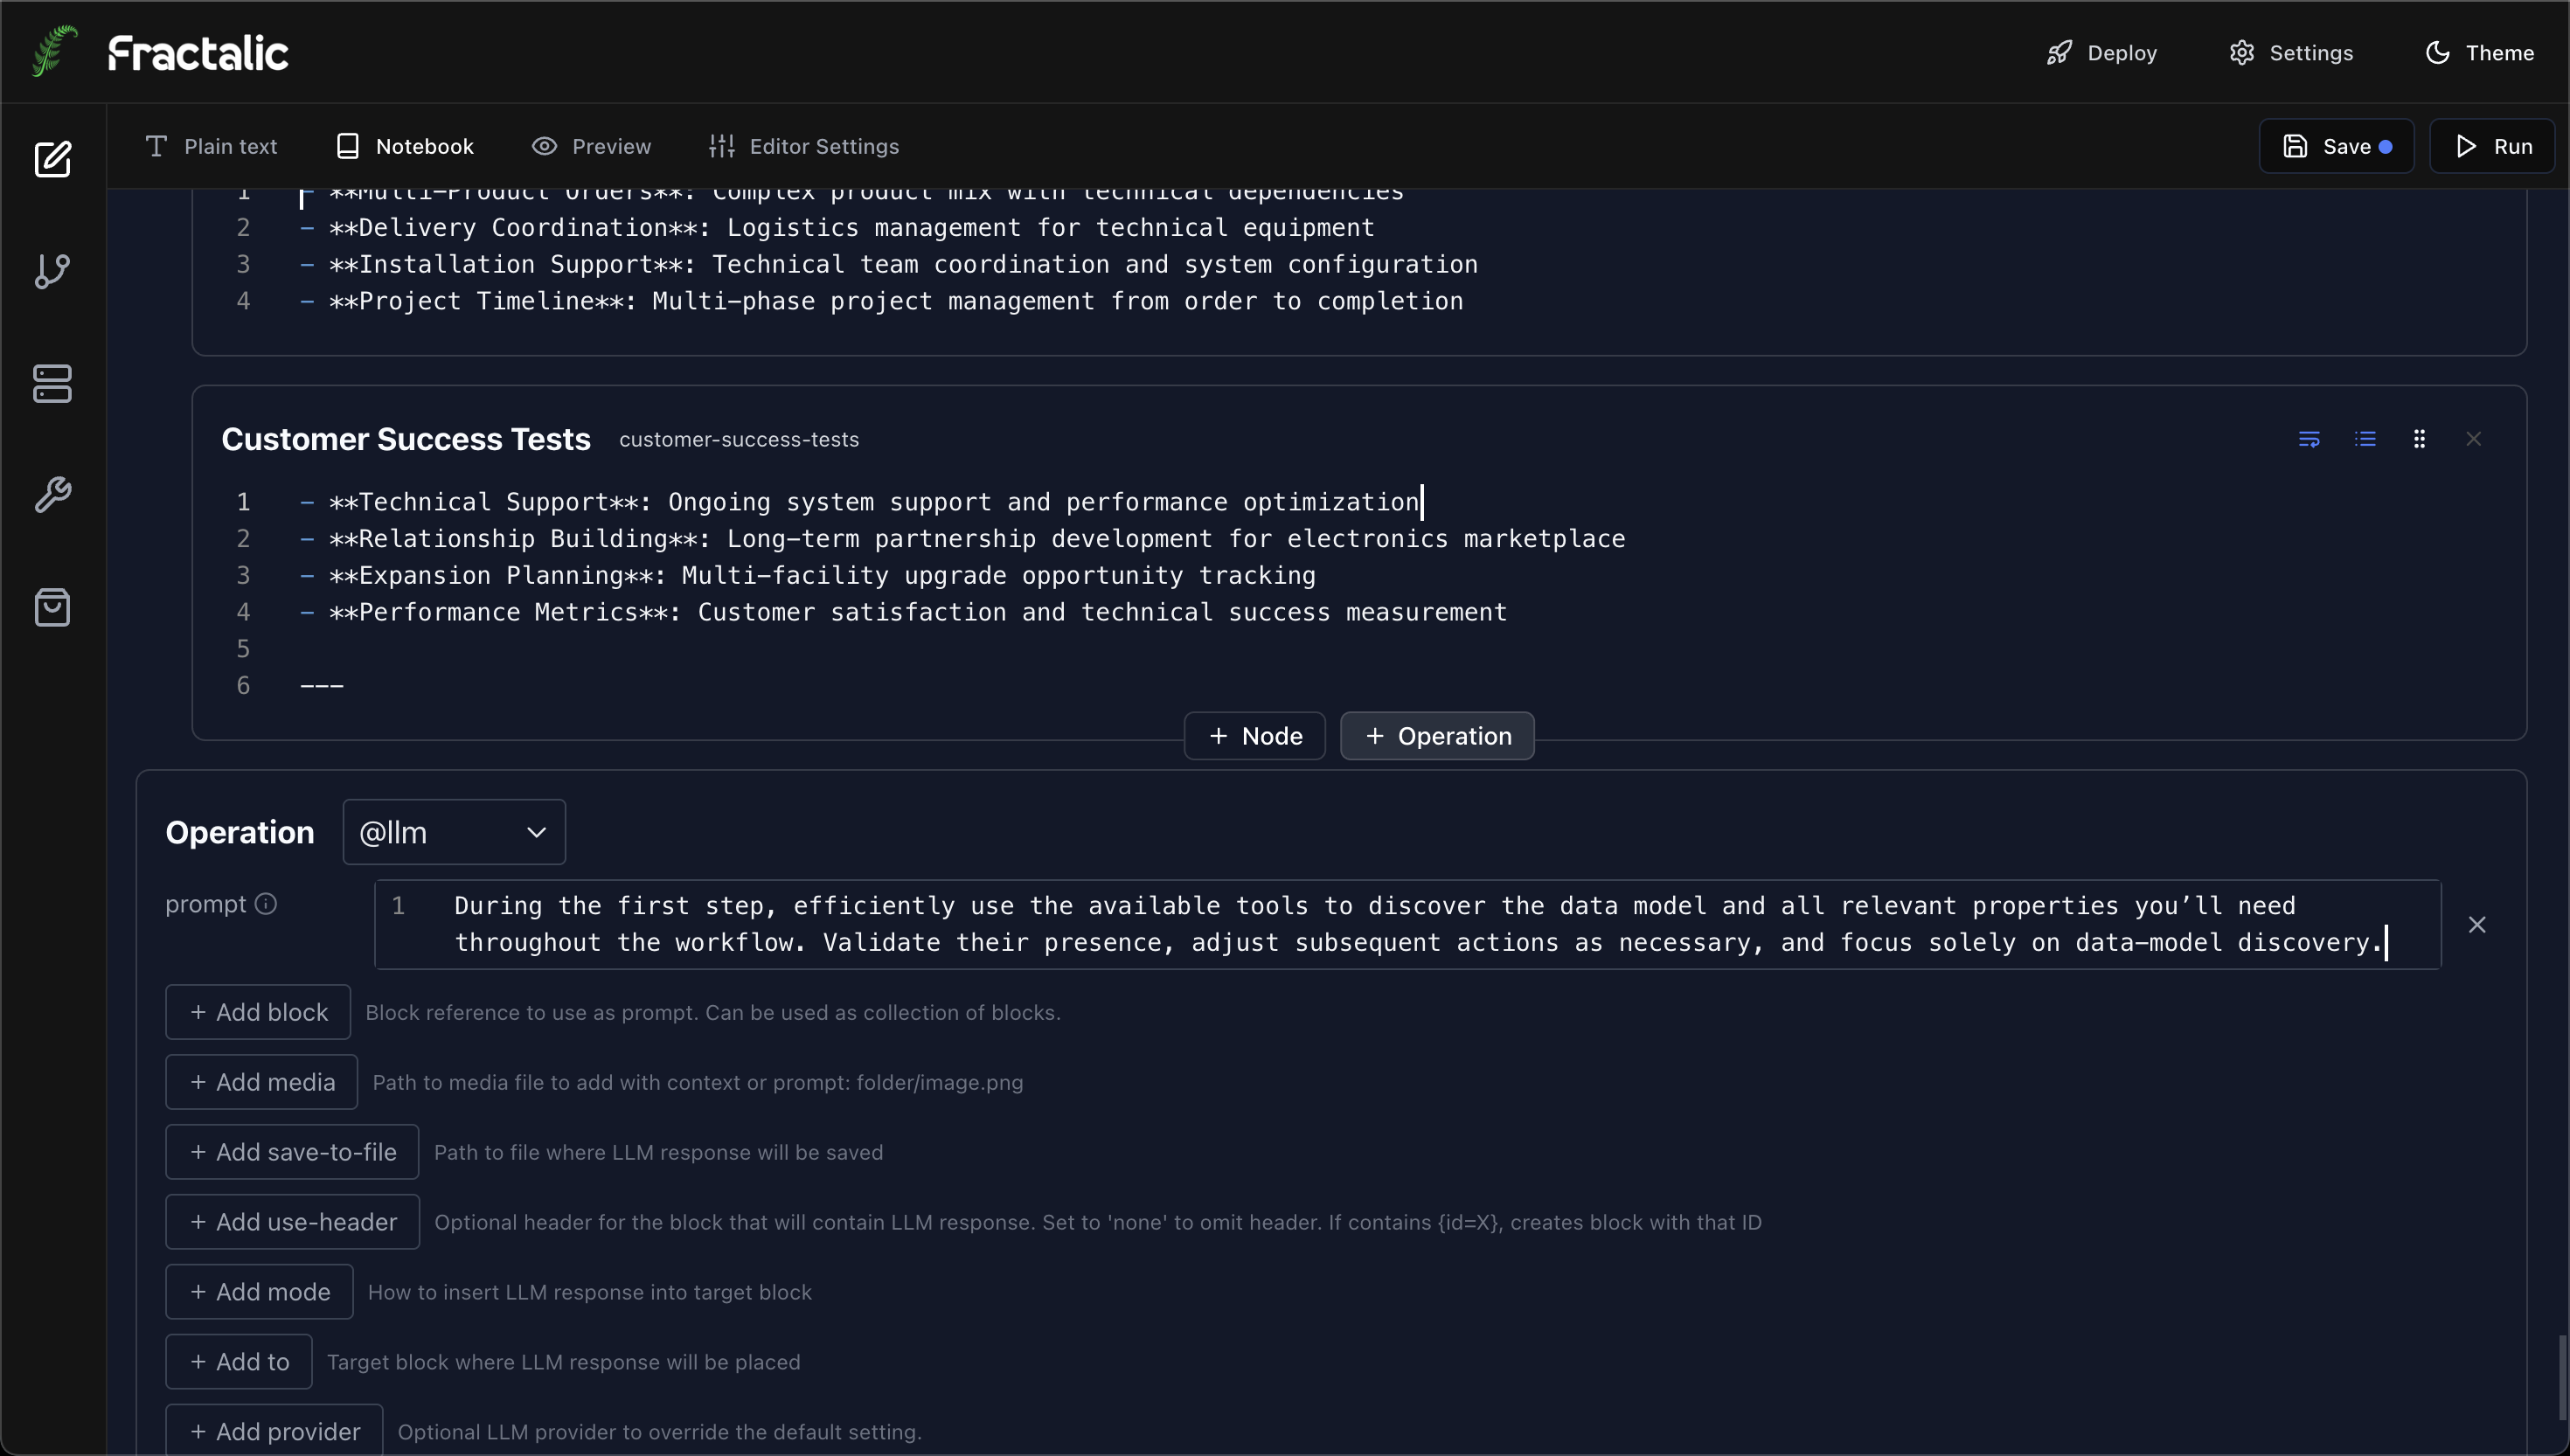 Fractalic
Deploy
Settings
Theme
Plain text
Notebook
Preview
Editor Settings
Save
Run
1 - **Multi-Product Orders**: Complex product mix with technical dependencies
2 - **Delivery Coordination**: Logistics management for technical equipment
3 - **Installation Support**: Technical team coordination and system configuration
4 - **Project Timeline**: Multi-phase project management from order to completion
Customer Success Tests customer-success-tests
1 - **Technical Support**: Ongoing system support and performance optimization
2 - **Relationship Building**: Long-term partnership development for electronics marketplace
3 - **Expansion Planning**: Multi-facility upgrade opportunity tracking
4 - **Performance Metrics**: Customer satisfaction and technical success measurement
5
6 ---
+ Node
+ Operation
Operation @llm
prompt
1 During the first step, efficiently use the available tools to discover the data model and all relevant properties you’ll need
throughout the workflow. Validate their presence, adjust subsequent actions as necessary, and focus solely on data-model discovery.
+ Add block Block reference to use as prompt. Can be used as collection of blocks.
+ Add media Path to media file to add with context or prompt: folder/image.png
+ Add save-to-file Path to file where LLM response will be saved
+ Add use-header Optional header for the block that will contain LLM response. Set to 'none' to omit header. If contains {id=X}, creates block with that ID
+ Add mode How to insert LLM response into target block
+ Add to Target block where LLM response will be placed
+ Add provider Optional LLM provider to override the default setting.